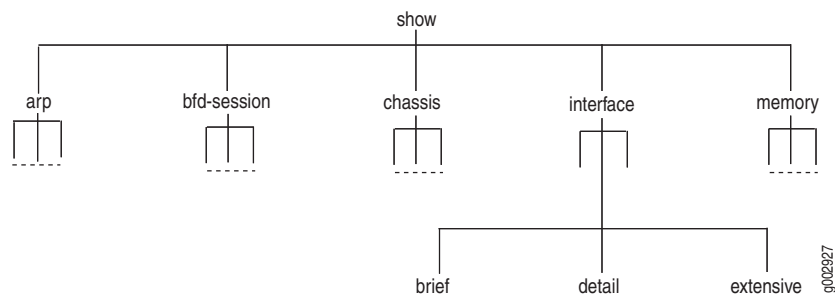 show
arp bfd-session chassis interface memory
brief detail extensive
g002927